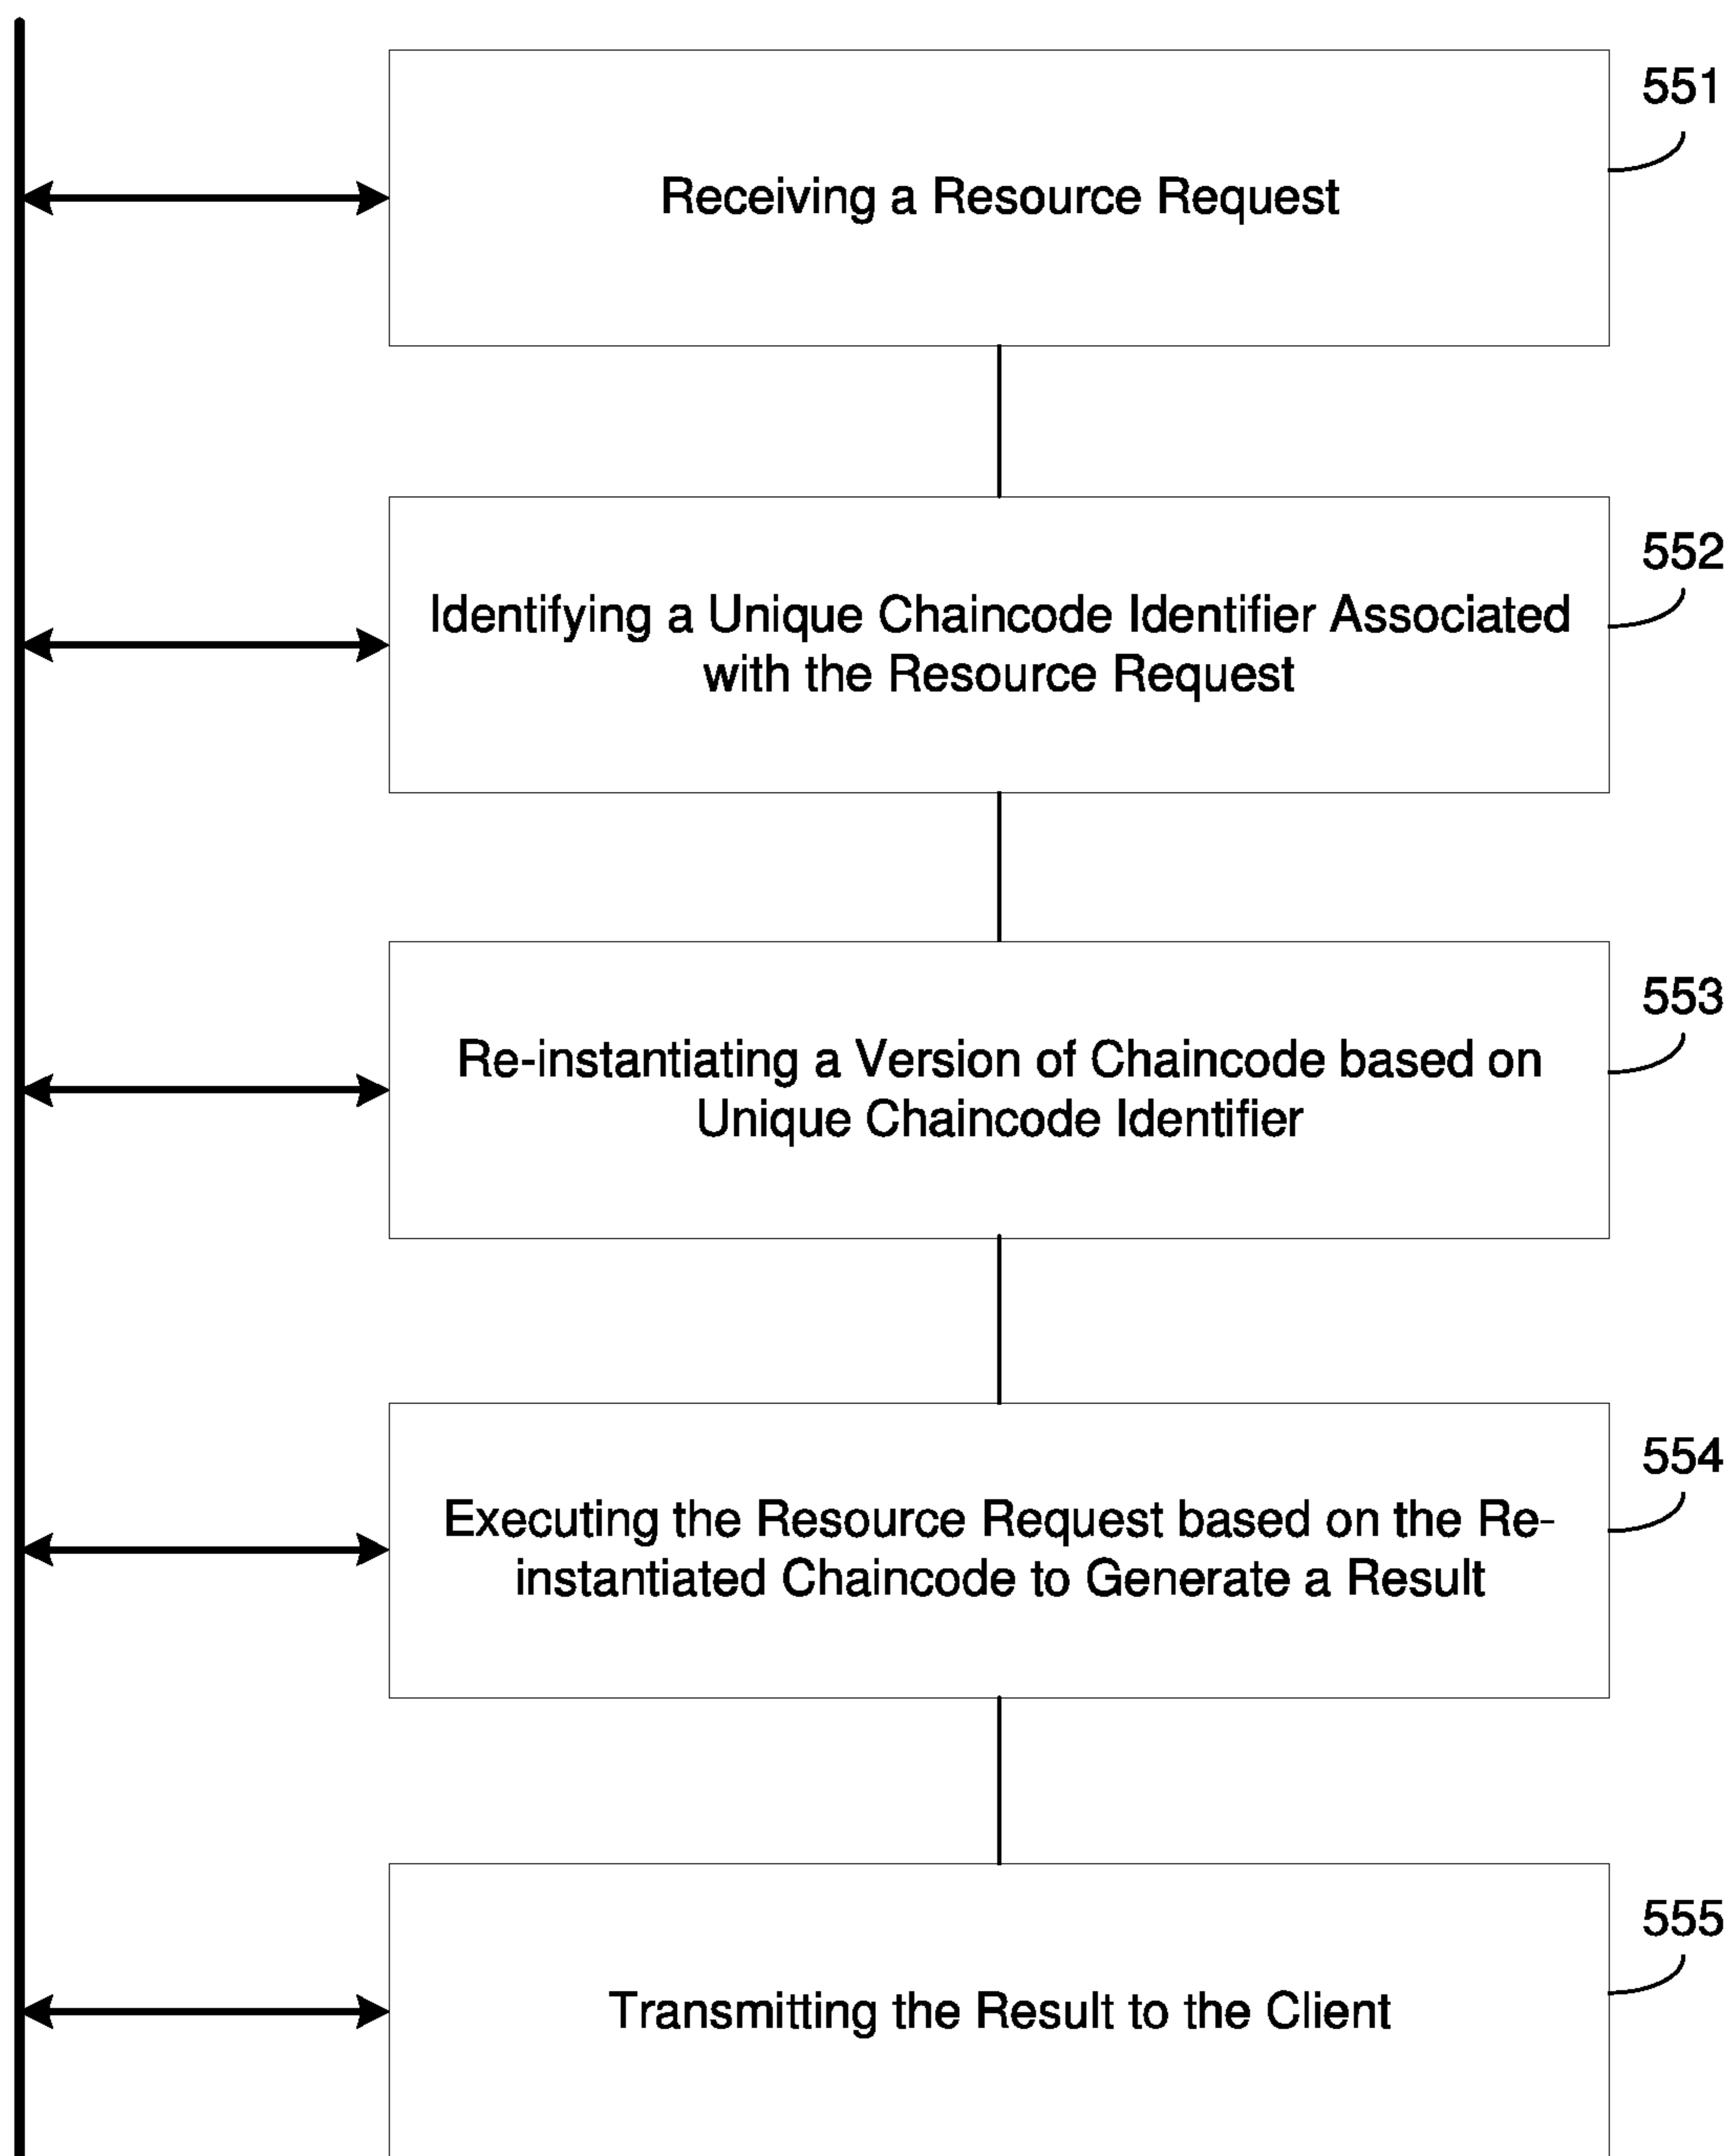 551
Receiving a Resource Request
552
Identifying a Unique Chaincode Identifier Associated
with the Resource Request
553
Re-instantiating a Version of Chaincode based on
Unique Chaincode Identifier
554
Executing the Resource Request based on the Re-
instantiated Chaincode to Generate a Result
555
Transmitting the Result to the Client